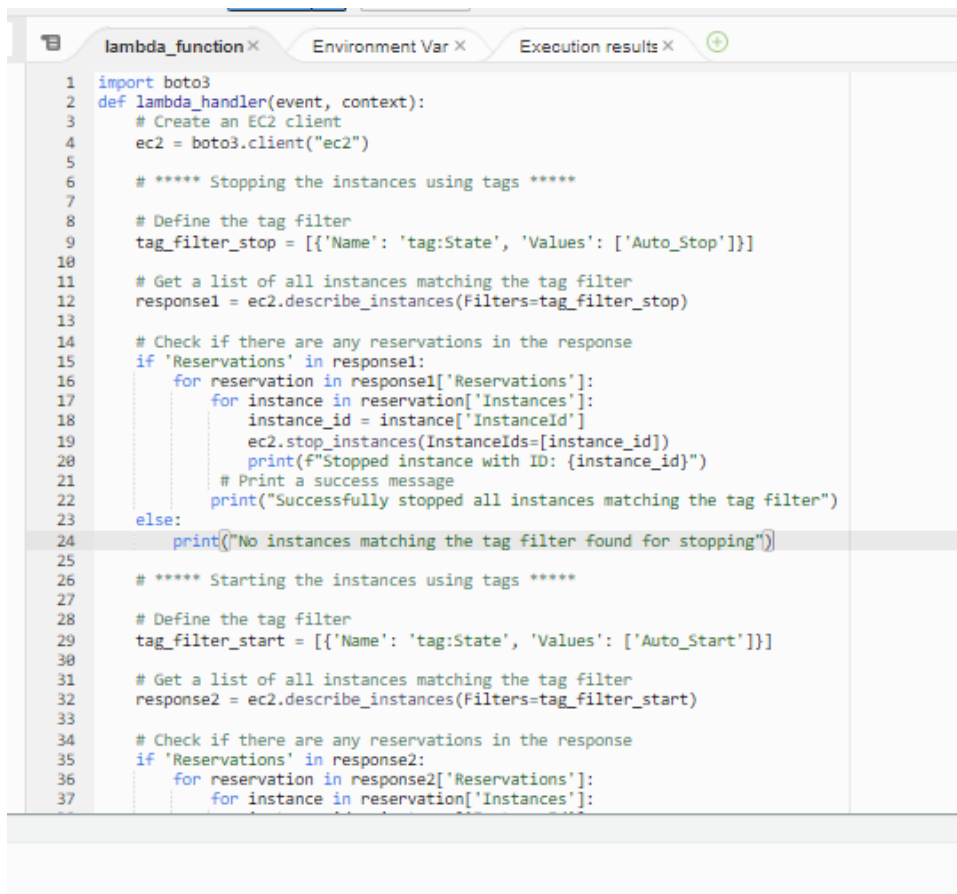 lambda_function× Environment Var × Execution results ×
1 import boto3
2 def lambda_handler(event, context):
3     # Create an EC2 client
4     ec2 = boto3.client("ec2")
5
6     # ***** Stopping the instances using tags *****
7
8     # Define the tag filter
9     tag_filter_stop = [{'Name': 'tag:State', 'Values': ['Auto_Stop']}]
10
11     # Get a list of all instances matching the tag filter
12     response1 = ec2.describe_instances(Filters=tag_filter_stop)
13
14     # Check if there are any reservations in the response
15     if 'Reservations' in response1:
16         for reservation in response1['Reservations']:
17             for instance in reservation['Instances']:
18                 instance_id = instance['InstanceId']
19                 ec2.stop_instances(InstanceIds=[instance_id])
20                 print(f"Stopped instance with ID: {instance_id}")
21              # Print a success message
22             print("Successfully stopped all instances matching the tag filter")
23     else:
24         print("No instances matching the tag filter found for stopping")
25
26     # ***** Starting the instances using tags *****
27
28     # Define the tag filter
29     tag_filter_start = [{'Name': 'tag:State', 'Values': ['Auto_Start']}]
30
31     # Get a list of all instances matching the tag filter
32     response2 = ec2.describe_instances(Filters=tag_filter_start)
33
34     # Check if there are any reservations in the response
35     if 'Reservations' in response2:
36         for reservation in response2['Reservations']:
37             for instance in reservation['Instances']: